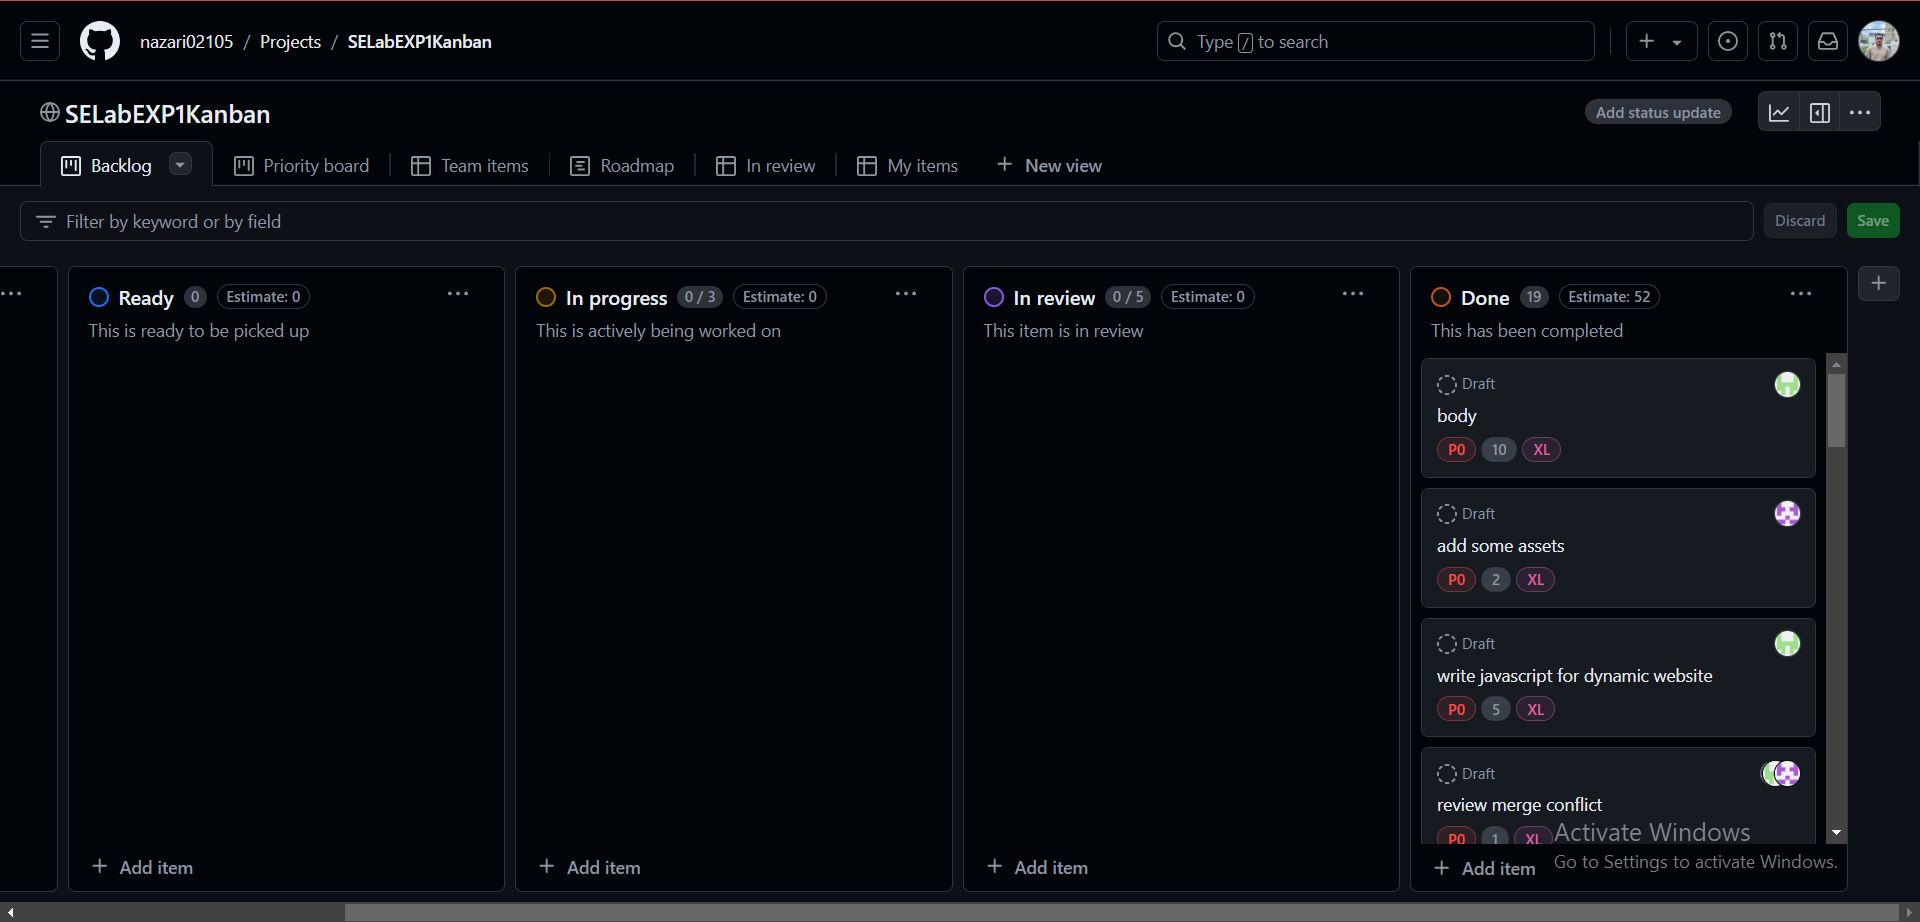 nazari02105 / Projects / SELabEXP1Kanban
Type / to search
SELabEXP1Kanban
Add status update
Backlog
Priority board
Team items
Roadmap
In review
My items
New view
Filter by keyword or by field
Discard
Save
Ready 0 Estimate: 0
This is ready to be picked up
Add item
In progress 0 / 3 Estimate: 0
This is actively being worked on
Add item
In review 0 / 5 Estimate: 0
This item is in review
Add item
Done 19 Estimate: 52
This has been completed
Draft
body
P0 10 XL
Draft
add some assets
P0 2 XL
Draft
write javascript for dynamic website
P0 5 XL
Draft
review merge conflict
P0 1 XL
Add item
Activate Windows
Go to Settings to activate Windows.